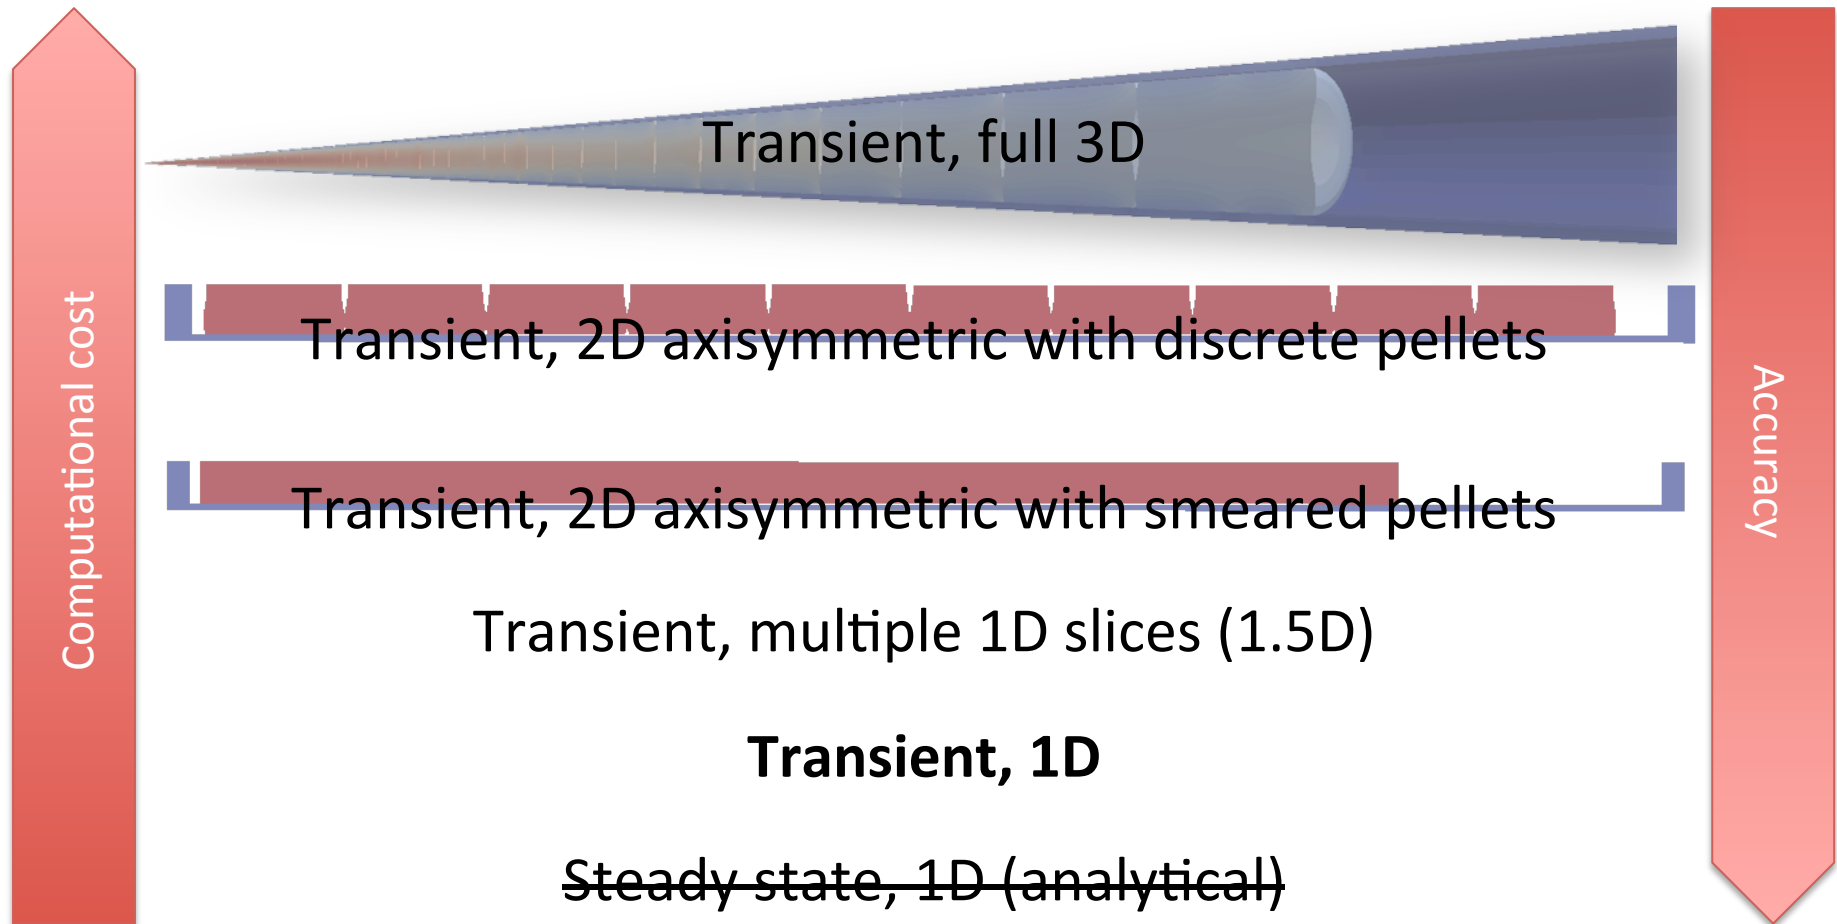 Transient, full 3D
Transient, 2D axisymmetric with discrete pellets
Transient, 2D axisymmetric with smeared pellets
Transient, multiple 1D slices (1.5D)
Transient, 1D
Steady state, 1D (analytical)
Computational cost
Accuracy